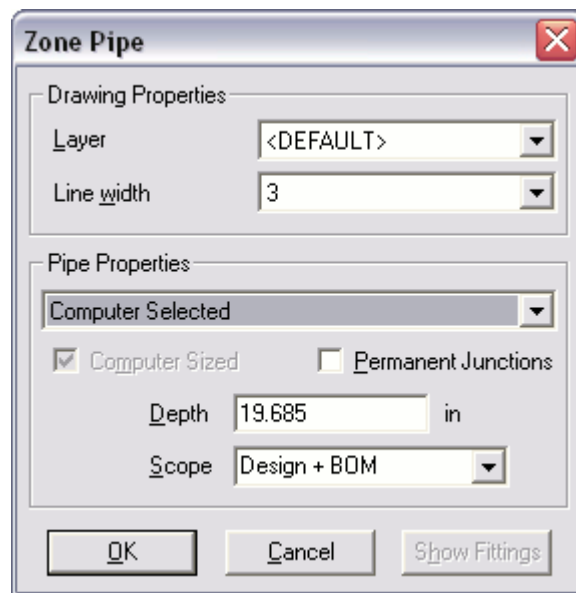 Zone Pipe
Drawing Properties
Layer <DEFAULT>
Line width 3
Pipe Properties
Computer Selected
Computer Sized Permanent Junctions
Depth 19.685 in
Scope Design + BOM
OK Cancel Show Fittings